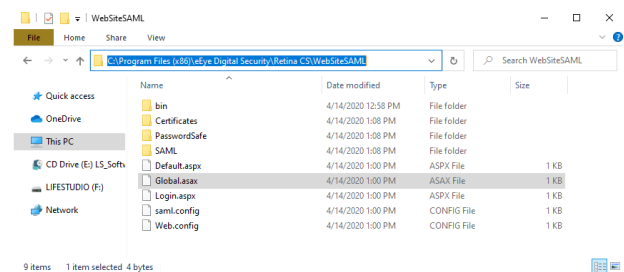 WebSiteSAML
File Home Share View
C:\Program Files (x86)\eEye Digital Security\Retina CS\WebSiteSAML
Search WebSiteSAML
Name Date modified Type Size
Quick access
OneDrive
This PC
CD Drive (E:) LS_Softw
LIFESTUDIO (F:)
Network
bin 4/14/2020 12:58 PM File folder
Certificates 4/14/2020 1:08 PM File folder
PasswordSafe 4/14/2020 1:08 PM File folder
SAML 4/14/2020 1:08 PM File folder
Default.aspx 4/14/2020 1:00 PM ASPX File 1 KB
Global.asax 4/14/2020 1:00 PM ASAX File 1 KB
Login.aspx 4/14/2020 1:00 PM ASPX File 1 KB
saml.config 4/14/2020 1:00 PM CONFIG File 1 KB
Web.config 4/14/2020 1:00 PM CONFIG File 1 KB
9 items 1 item selected 4 bytes